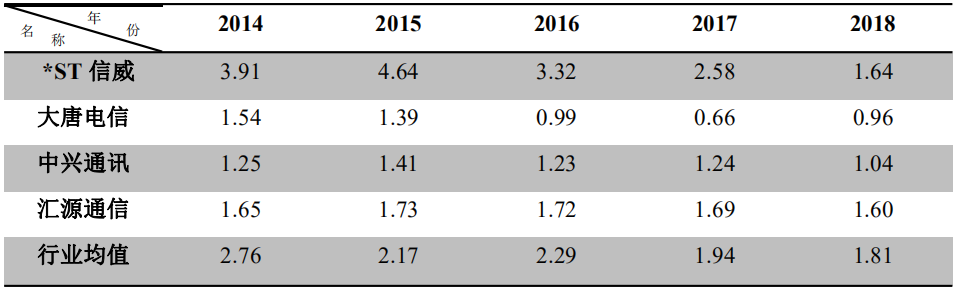 名称 年份 2014 2015 2016 2017 2018
*ST 信威 3.91 4.64 3.32 2.58 1.64
大唐电信 1.54 1.39 0.99 0.66 0.96
中兴通讯 1.25 1.41 1.23 1.24 1.04
汇源通信 1.65 1.73 1.72 1.69 1.60
行业均值 2.76 2.17 2.29 1.94 1.81